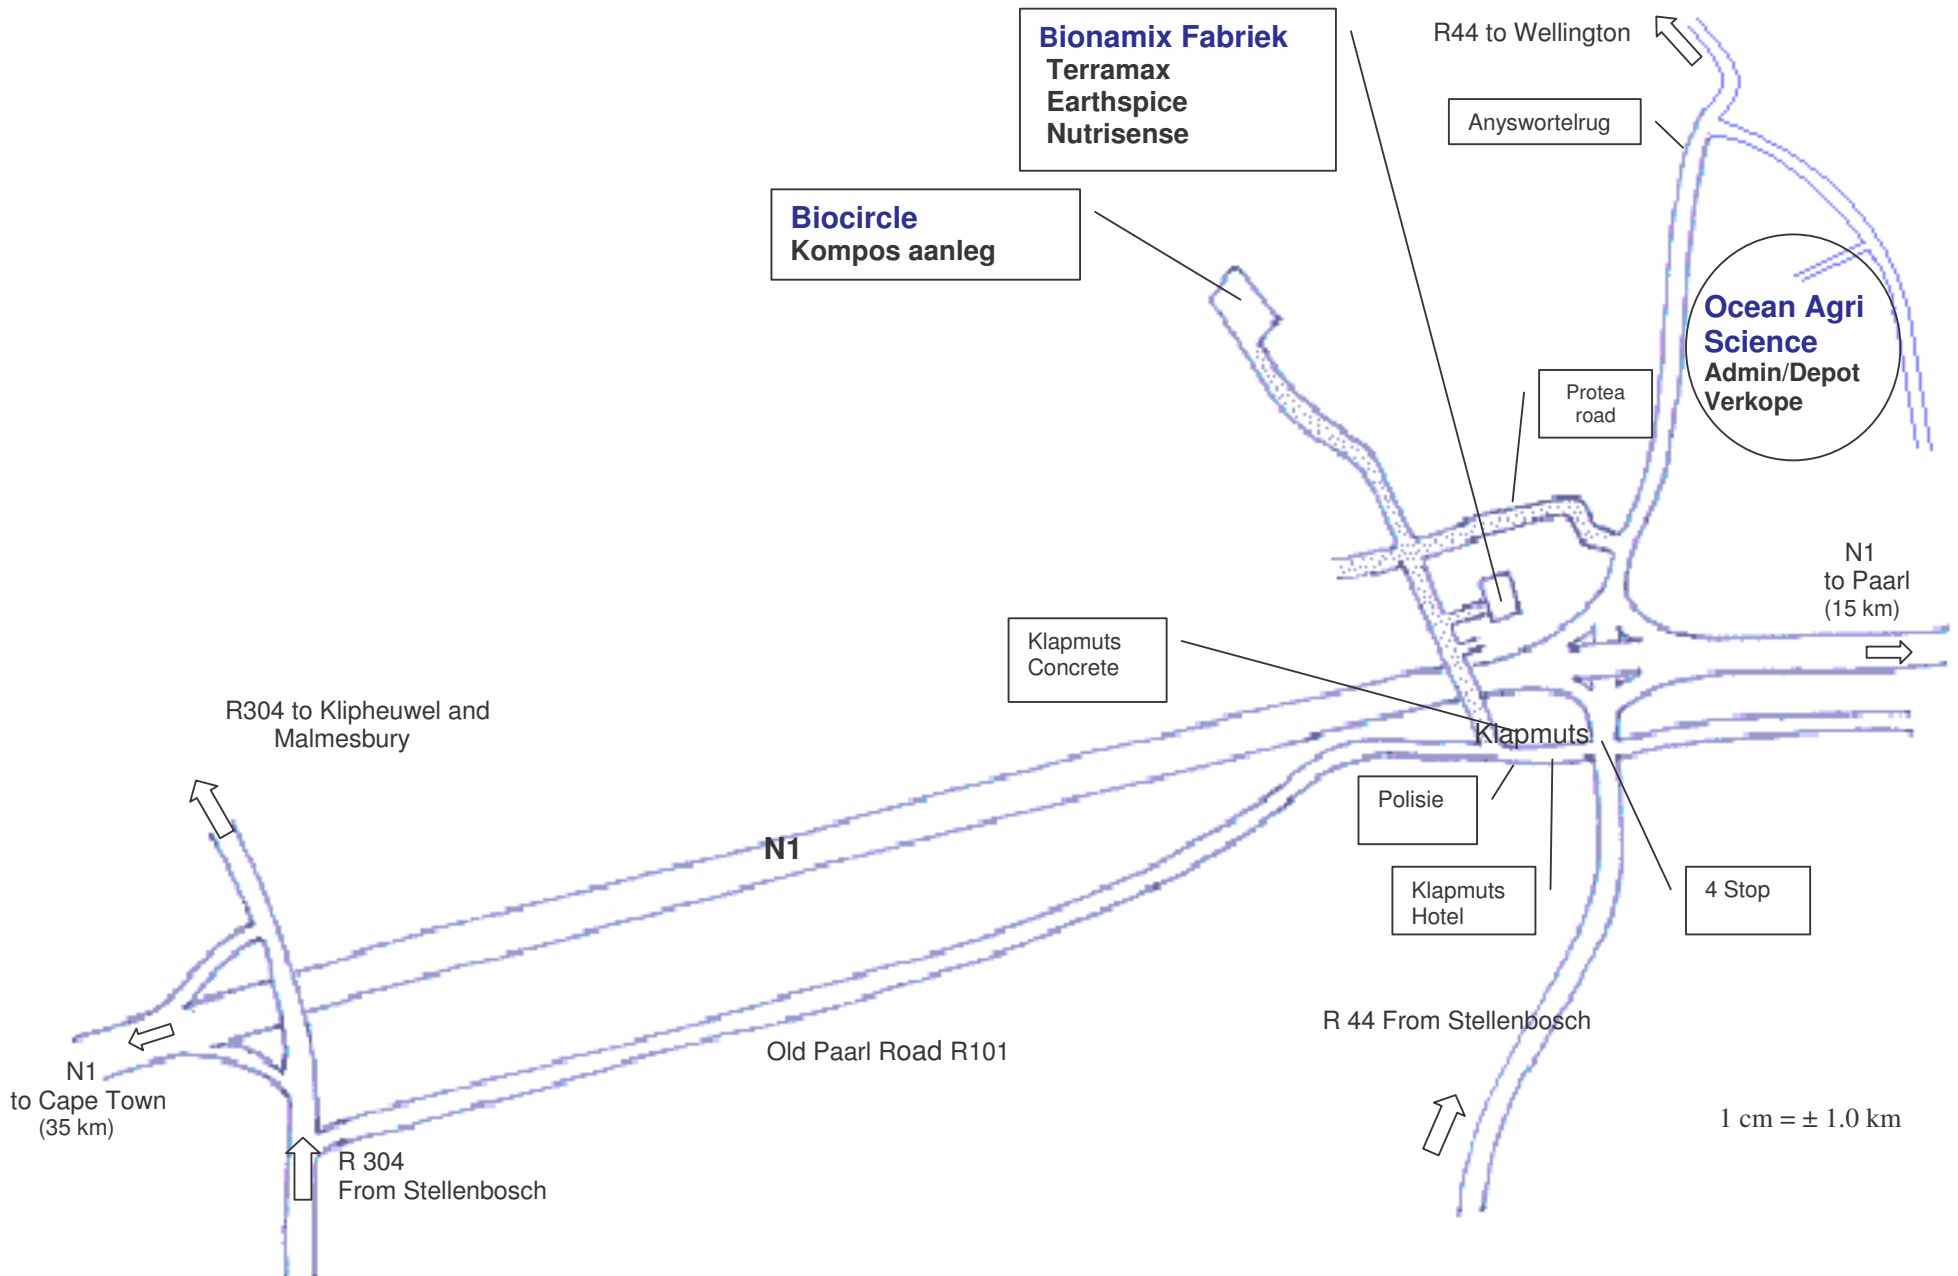 R44 to Wellington
Bionamix Fabriek
Terramax
Earthspice
Nutrisense
Anyswortelrug
Biocircle
Kompos aanleg
Ocean Agri
Science
Admin/Depot
Verkope
Protea
road
N1
to Paarl
(15 km)
Klapmuts
Concrete
R304 to Klipheuwel and
Malmesbury
Klapmuts
Polisie
N1
Klapmuts
Hotel
4 Stop
R 44 From Stellenbosch
Old Paarl Road R101
N1
to Cape Town
(35 km)
1 cm = ± 1.0 km
R 304
From Stellenbosch